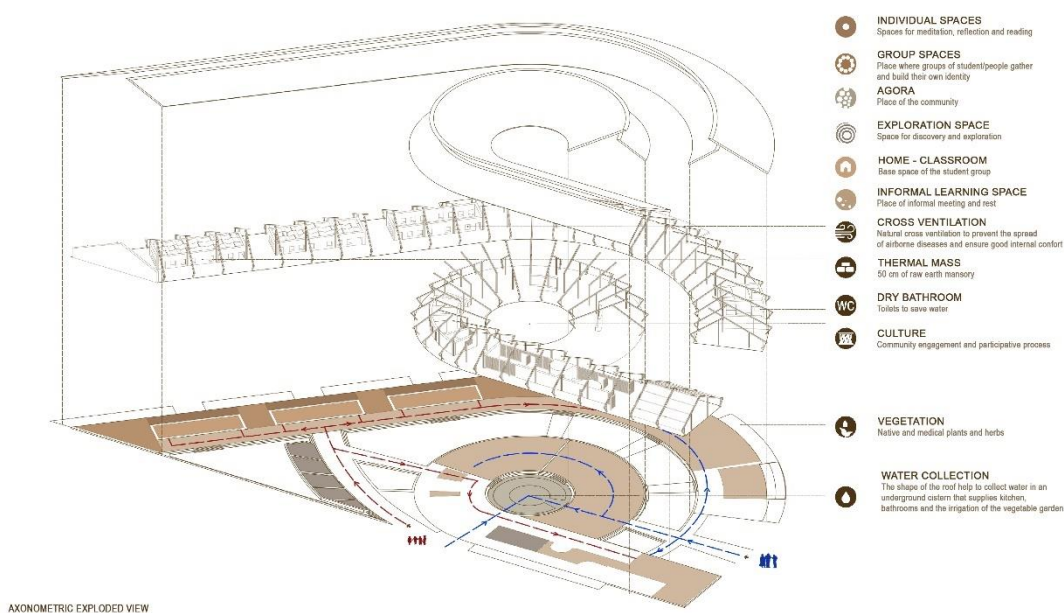 INDIVIDUAL SPACES
Spaces for meditation, reflection and reading
GROUP SPACES
Place where groups of student/people gather
and build their own identity
AGORA
Place of the community
EXPLORATION SPACE
Space for discovery and exploration
HOME - CLASSROOM
Base space of the student group
INFORMAL LEARNING SPACE
Place of informal meeting and rest
CROSS VENTILATION
Natural cross ventilation to prevent the spread
of airborne diseases and ensure good internal confort
THERMAL MASS
50 cm of raw earth mansory
WC
DRY BATHROOM
Toilets to save water
CULTURE
Community engagement and participative process
VEGETATION
Native and medical plants and herbs
WATER COLLECTION
The shape of the roof help to collect water in an
underground cistern that supplies kitchen,
bathrooms and the irrigation of the vegetable garden
AXONOMETRIC EXPLODED VIEW